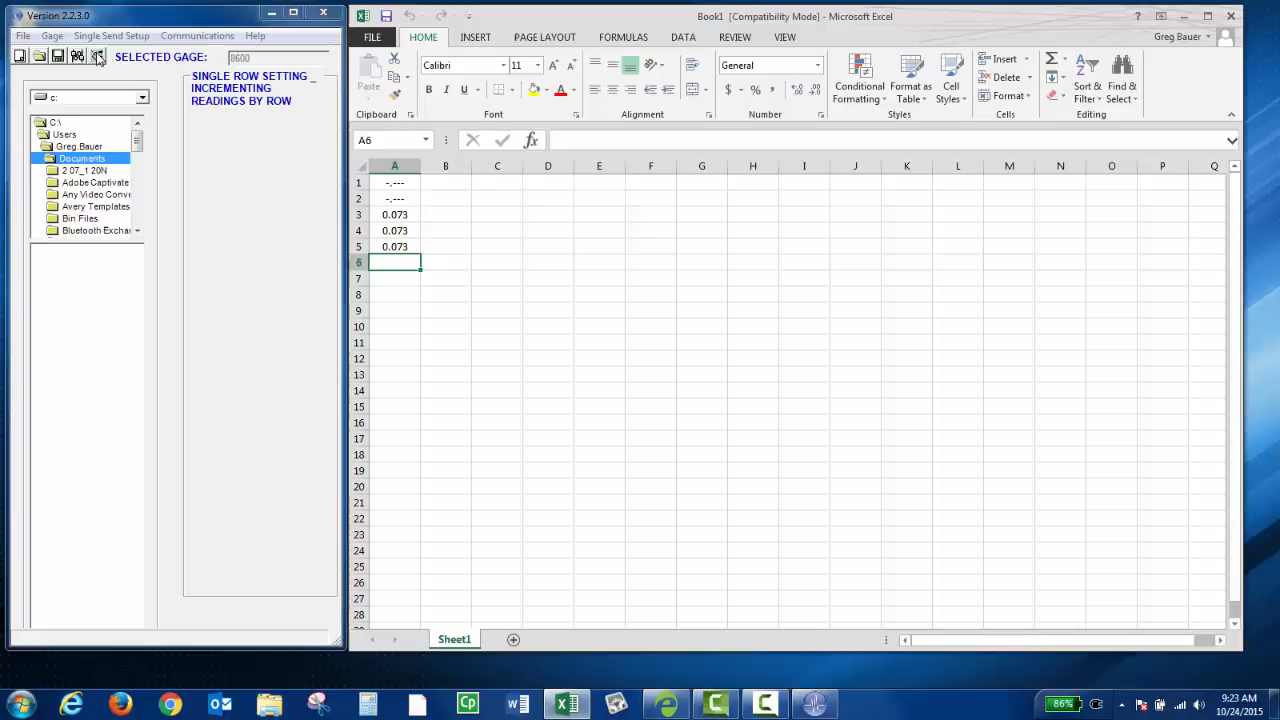 Version 2.2.3.0
File Gage Single Send Setup Communications Help
SELECTED GAGE: 8600
SINGLE ROW SETTING _
INCREMENTING
READINGS BY ROW
c:
C:\
Users
Greg.Bauer
Documents
2 07_1 20N
Adobe Captivate
Any Video Conve
Avery Templates
Bin Files
Bluetooth Excha
Book1 [Compatibility Mode] - Microsoft Excel
FILE HOME INSERT PAGE LAYOUT FORMULAS DATA REVIEW VIEW
Greg Bauer
Paste
Clipboard
Calibri 11
B I U
Font
Alignment
General
$ % ,
Number
Conditional Formatting
Format as Table
Cell Styles
Styles
Insert
Delete
Format
Cells
Sort & Filter
Find & Select
Editing
A6
fx
A B C D E F G H I J K L M N O P Q
1 -.---
2 -.---
3 0.073
4 0.073
5 0.073
6
7
8
9
10
11
12
13
14
15
16
17
18
19
20
21
22
23
24
25
26
27
28
Sheet1
Cp
86%
9:23 AM
10/24/2015